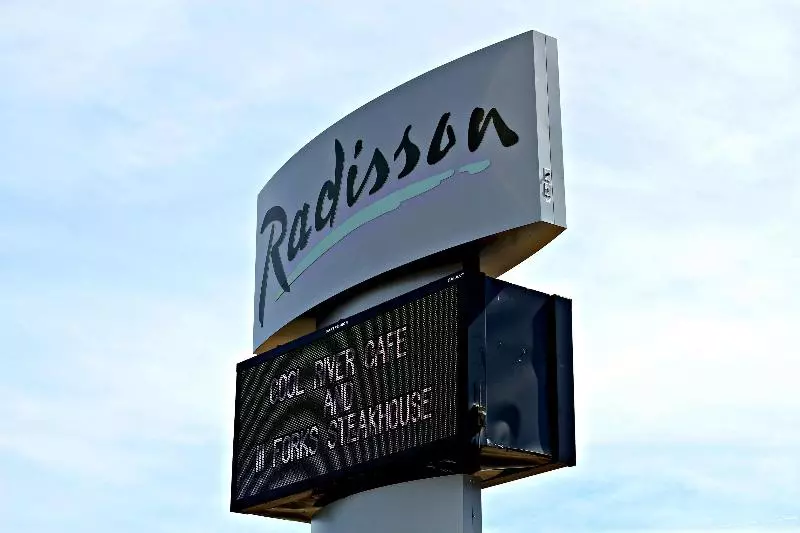 Radisson
COOL RIVER CAFE
AND
III FORKS STEAKHOUSE